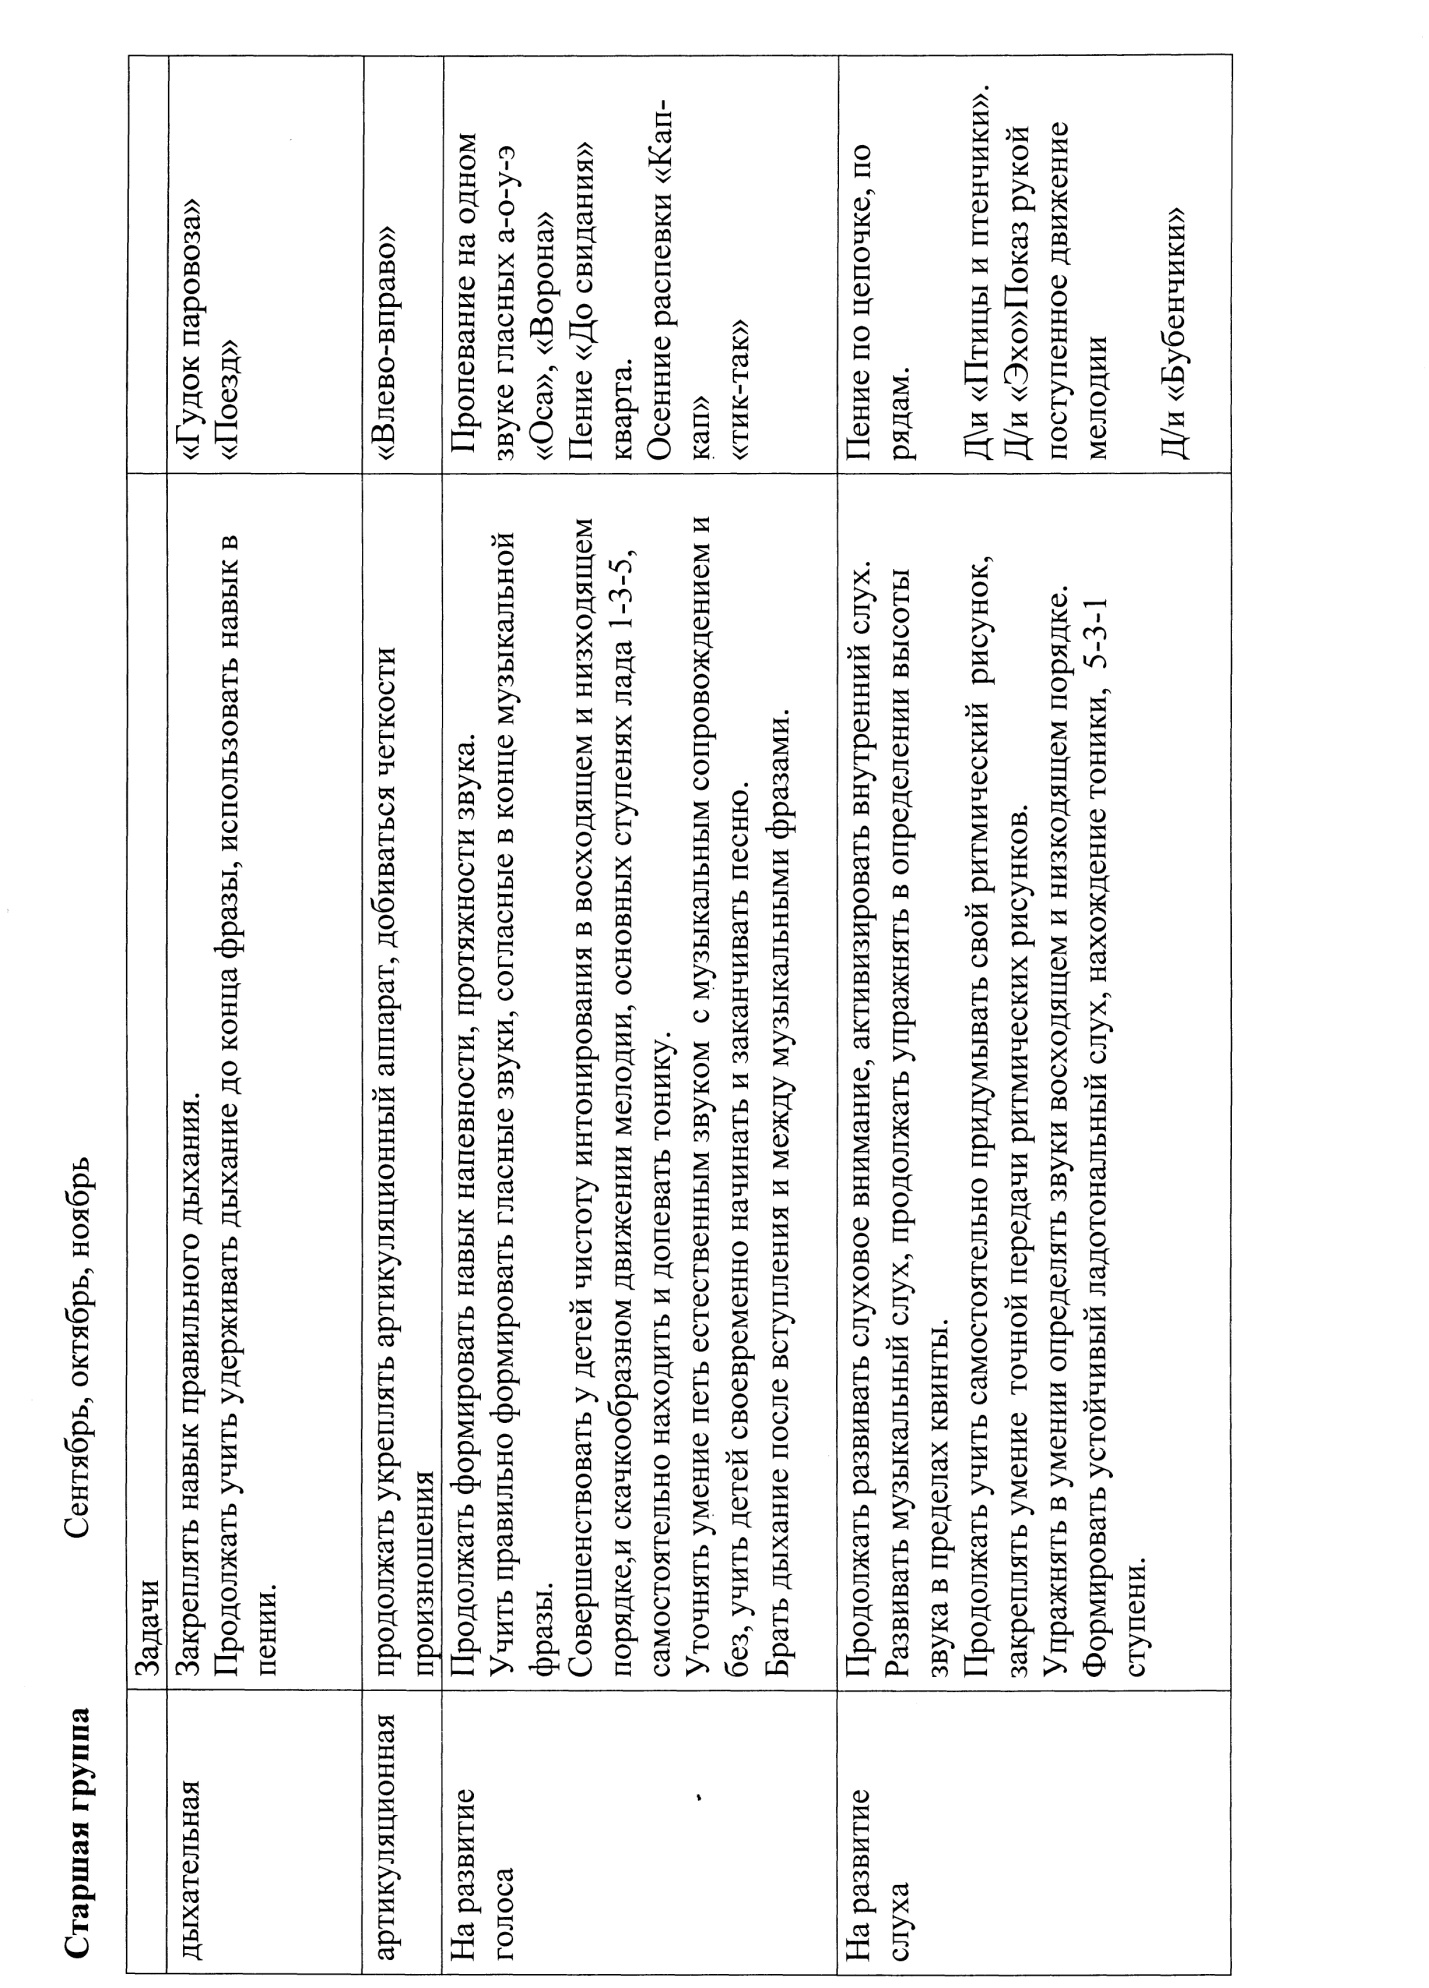 Старшая группа Сентябрь, октябрь, ноябрь
Задачи
дыхательная
Закреплять навык правильного дыхания.
Продолжать учить удерживать дыхание до конца фразы, использовать навык в
пении.
«Гудок паровоза»
«Поезд»
артикуляционная
продолжать укреплять артикуляционный аппарат, добиваться четкости
произношения
«Влево-вправо»
На развитие
голоса
Продолжать формировать навык напевности, протяжности звука.
Учить правильно формировать гласные звуки, согласные в конце музыкальной
фразы.
Совершенствовать у детей чистоту интонирования в восходящем и низходящем
порядке,и скачкообразном движении мелодии, основных ступенях лада 1-3-5,
самостоятельно находить и допевать тонику.
Уточнять умение петь естественным звуком с музыкальным сопровождением и
без, учить детей своевременно начинать и заканчивать песню.
Брать дыхание после вступления и между музыкальными фразами.
Пропевание на одном
звуке гласных а-о-у-э
«Оса», «Ворона»
Пение «До свидания»
кварта.
Осенние распевки «Кап-
кап»
«тик-так»
На развитие
слуха
Продолжать развивать слуховое внимание, активизировать внутренний слух.
Развивать музыкальный слух, продолжать упражнять в определении высоты
звука в пределах квинты.
Продолжать учить самостоятельно придумывать свой ритмический рисунок,
закреплять умение точной передачи ритмических рисунков.
Упражнять в умении определять звуки восходящем и низкодящем порядке.
Формировать устойчивый ладотональный слух, нахождение тоники, 5-3-1
ступени.
Пение по цепочке, по
рядам.
Д\и «Птицы и птенчики».
Д/и «Эхо»Показ рукой
поступенное движение
мелодии
Д/и «Бубенчики»